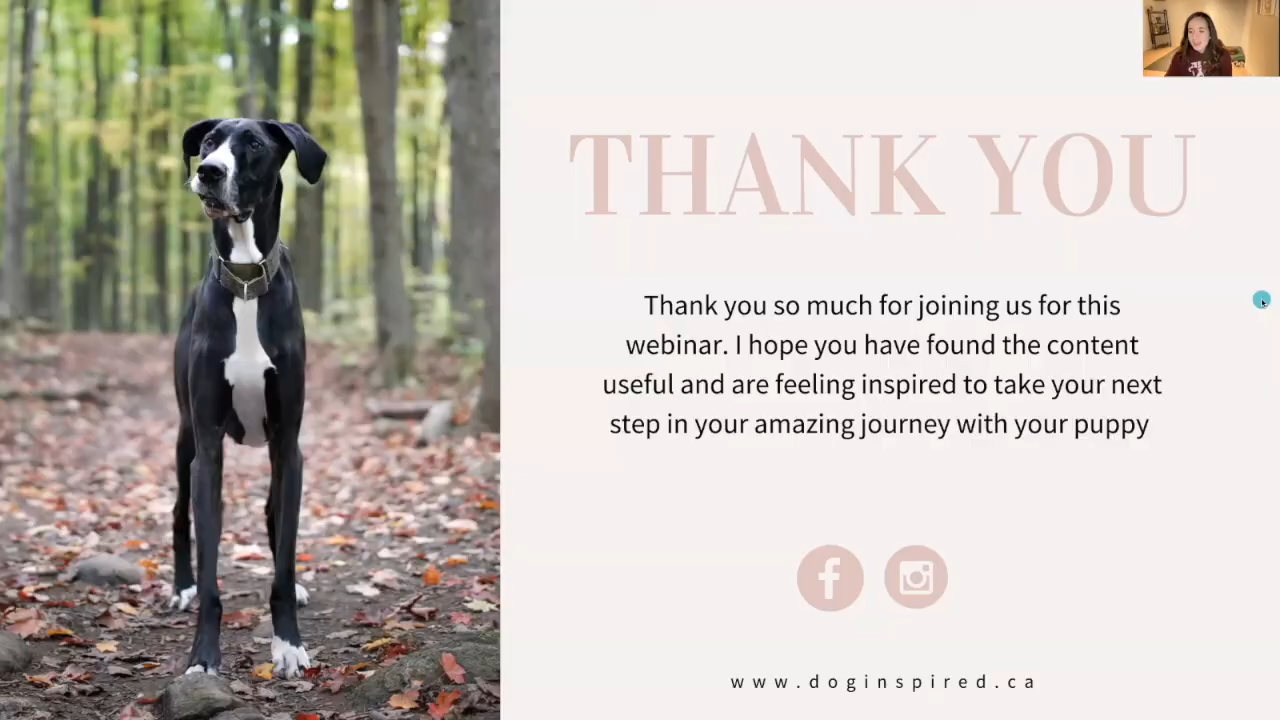 THANK YOU
Thank you so much for joining us for this
webinar. I hope you have found the content
useful and are feeling inspired to take your next
step in your amazing journey with your puppy
www.doginspired.ca